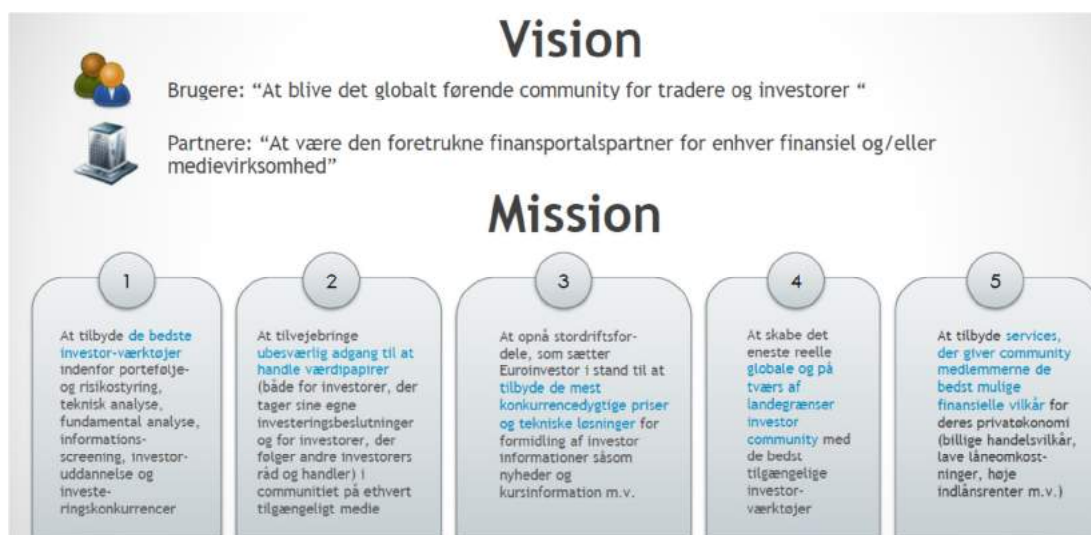 Vision
Brugere: “At blive det globalt førende community for tradere og investorer “
Partnere: “At være den foretrukne finansportalspartner for enhver finansiel og/eller
medievirksomhed”
Mission
1
At tilbyde de bedste
investor-værktøjer
indenfor portefølje-
og risikostyring,
teknisk analyse,
fundamental analyse,
informations-
screening, investor-
uddannelse og
investe-
ringskonkurrencer
2
At tilvejebringe
ubesværlig adgang til at
handle værdipapirer
(både for investorer, der
tager sine egne
investeringsbeslutninger
og for investorer, der
følger andre investorers
råd og handler) i
communitiet på ethvert
tilgængeligt medie
3
At opnå stordriftsfor-
dele, som sætter
Euroinvestor i stand til at
tilbyde de mest
konkurrencedygtige priser
og tekniske løsninger for
formidling af investor
informationer såsom
nyheder og
kursinformation m.v.
4
At skabe det
eneste reelle
globale og på
tværs af
landegrænser
investor
community med
de bedst
tilgængelige
investor-
værktøjer
5
At tilbyde services,
der giver community
medlemmerne de
bedst mulige
finansielle vilkår for
deres privatøkonomi
(billige handelsvilkår,
lave låneomkost-
ninger, høje
indlånsrenter m.v.)